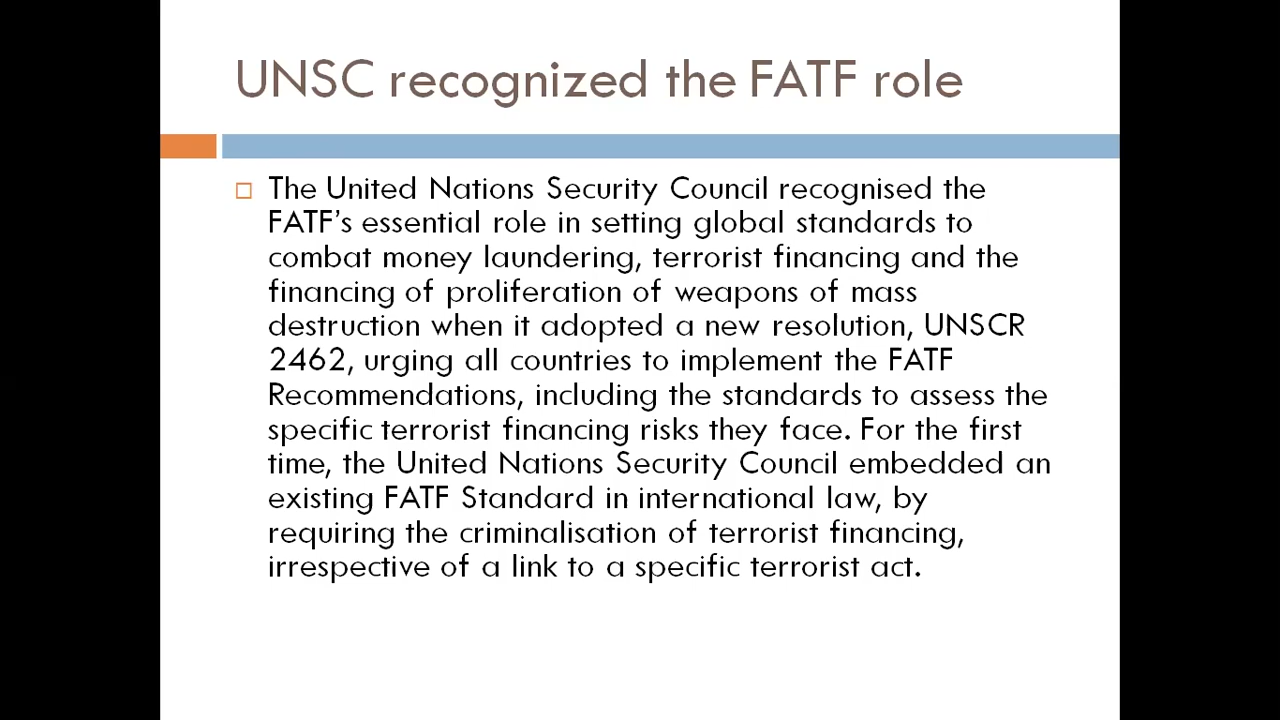 UNSC recognized the FATF role
The United Nations Security Council recognised the
FATF's essential role in setting global standards to
combat money laundering, terrorist financing and the
financing of proliferation of weapons of mass
destruction when it adopted a new resolution, UNSCR
2462, urging all countries to implement the FATF
Recommendations, including the standards to assess the
specific terrorist financing risks they face. For the first
time, the United Nations Security Council embedded an
existing FATF Standard in international law, by
requiring the criminalisation of terrorist financing,
irrespective of a link to a specific terrorist act.